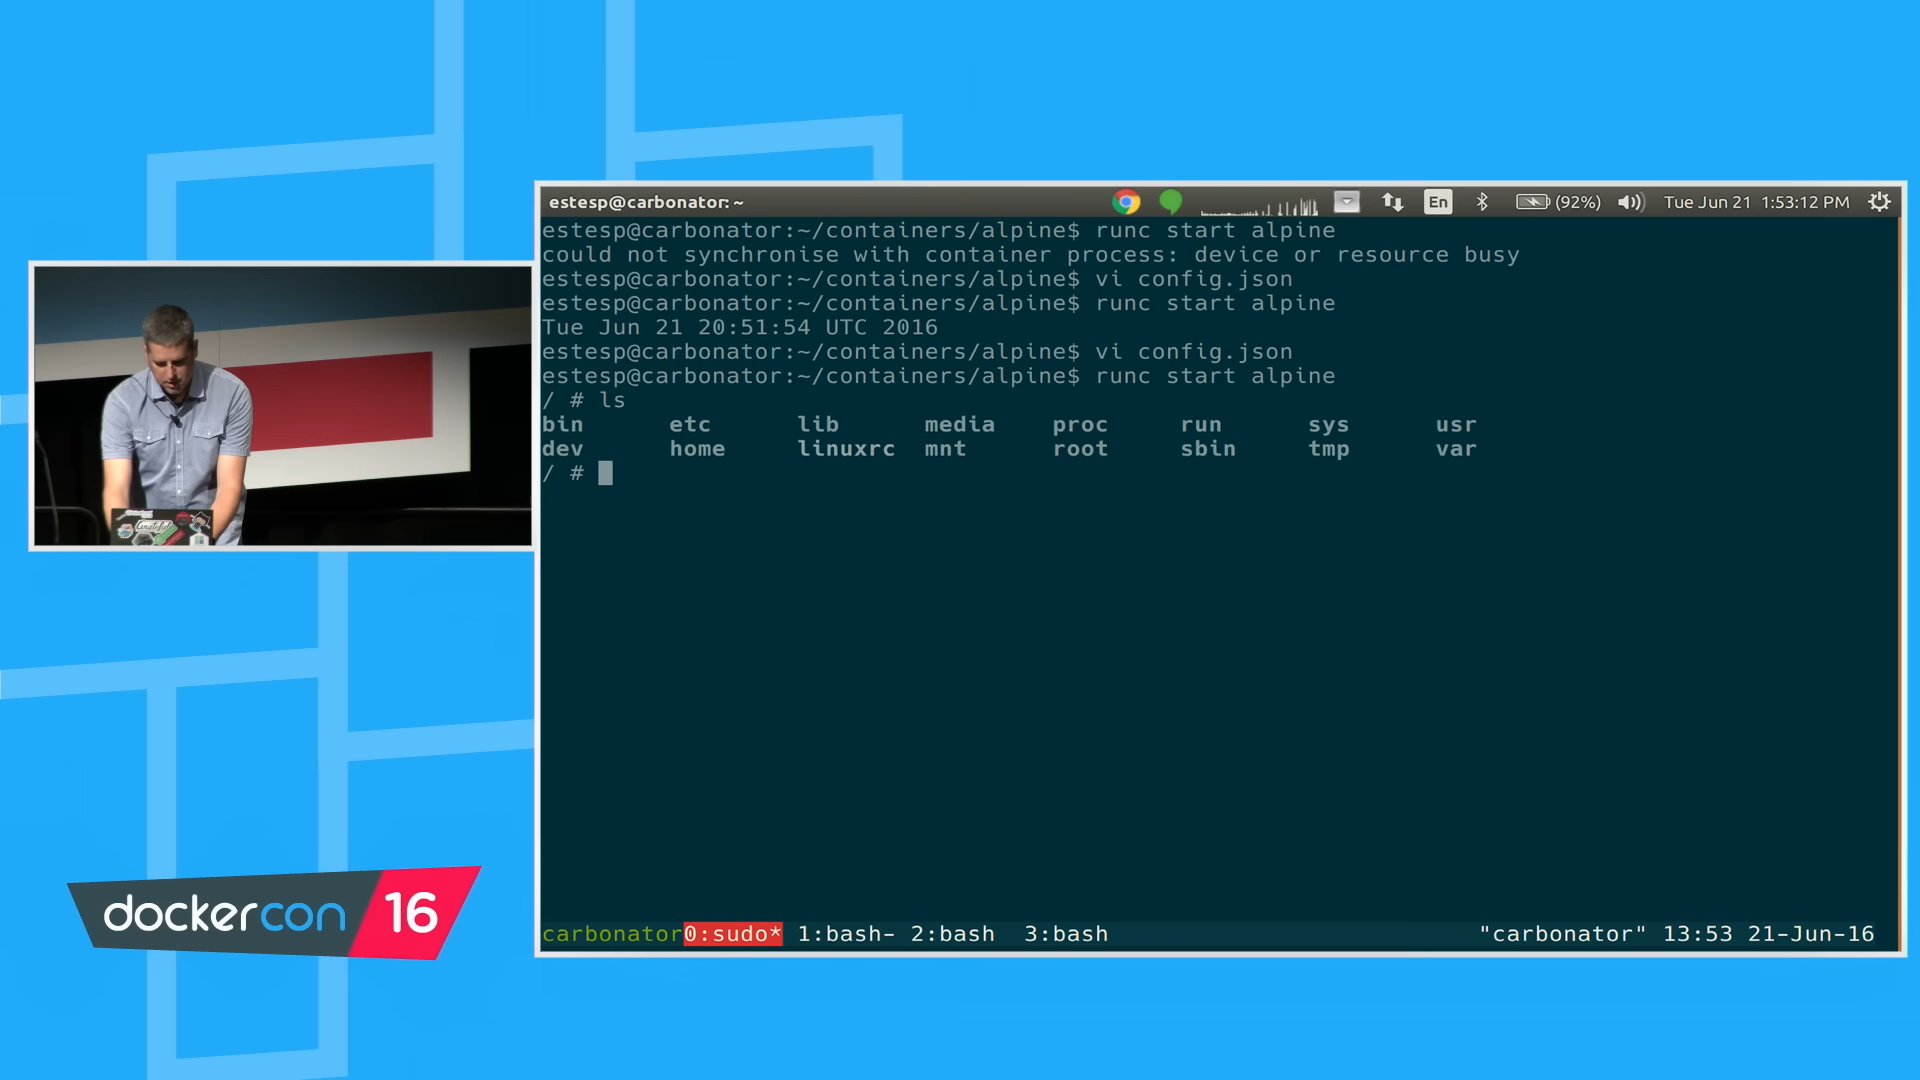 estesp@carbonator: ~
En
(92%)
Tue Jun 21 1:53:12 PM
estesp@carbonator:~/containers/alpine$ runc start alpine
could not synchronise with container process: device or resource busy
estesp@carbonator:~/containers/alpine$ vi config.json
estesp@carbonator:~/containers/alpine$ runc start alpine
Tue Jun 21 20:51:54 UTC 2016
estesp@carbonator:~/containers/alpine$ vi config.json
estesp@carbonator:~/containers/alpine$ runc start alpine
/ # ls
bin etc lib media proc run sys usr
dev home linuxrc mnt root sbin tmp var
/ #
carbonator0:sudo* 1:bash- 2:bash 3:bash "carbonator" 13:53 21-Jun-16
Grateful
dockercon 16